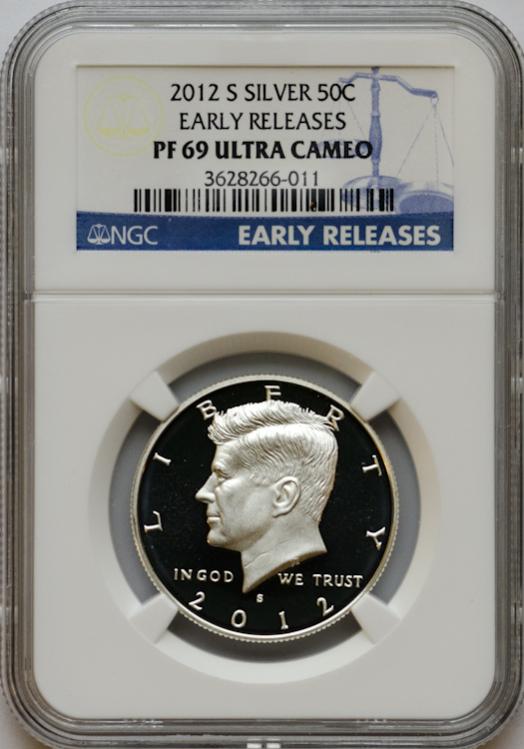 2012 S SILVER 50C
EARLY RELEASES
PF 69 ULTRA CAMEO
3628266-011
NGC EARLY RELEASES
LIBERTY
IN GOD WE TRUST
S
2012